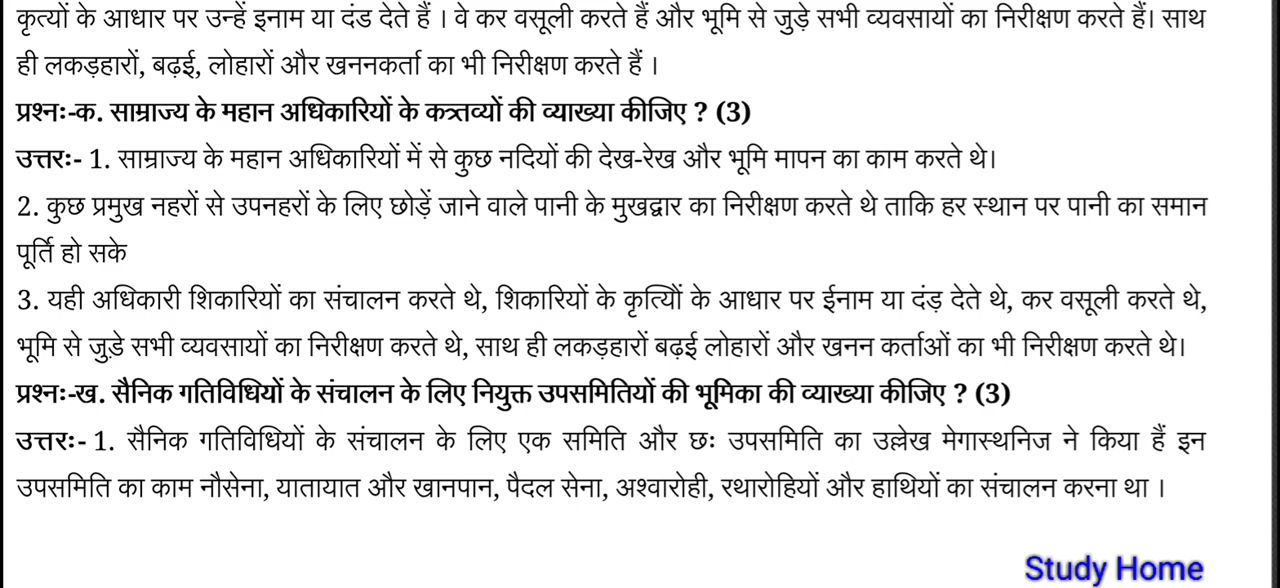 कृत्यों के आधार पर उन्हें इनाम या दंड देते हैं । वे कर वसूली करते हैं और भूमि से जुड़े सभी व्यवसायों का निरीक्षण करते हैं। साथ
ही लकड़हारों, बढ़ई, लोहारों और खननकर्ता का भी निरीक्षण करते हैं ।
प्रश्नः-क. साम्राज्य के महान अधिकारियों के कर्त्तव्यों की व्याख्या कीजिए ? (3)
उत्तरः- 1. साम्राज्य के महान अधिकारियों में से कुछ नदियों की देख-रेख और भूमि मापन का काम करते थे।
2. कुछ प्रमुख नहरों से उपनहरों के लिए छोड़ें जाने वाले पानी के मुखद्वार का निरीक्षण करते थे ताकि हर स्थान पर पानी का समान
पूर्ति हो सके
3. यही अधिकारी शिकारियों का संचालन करते थे, शिकारियों के कृत्यिों के आधार पर ईनाम या दंड़ देते थे, कर वसूली करते थे,
भूमि से जुड़े सभी व्यवसायों का निरीक्षण करते थे, साथ ही लकड़हारों बढ़ई लोहारों और खनन कर्ताओं का भी निरीक्षण करते थे।
प्रश्नः-ख. सैनिक गतिविधियों के संचालन के लिए नियुक्त उपसमितियों की भूमिका की व्याख्या कीजिए ? (3)
उत्तरः- 1. सैनिक गतिविधियों के संचालन के लिए एक समिति और छः उपसमिति का उल्लेख मेगास्थनिज ने किया हैं इन
उपसमिति का काम नौसेना, यातायात और खानपान, पैदल सेना, अश्वारोही, रथारोहियों और हाथियों का संचालन करना था ।
Study Home